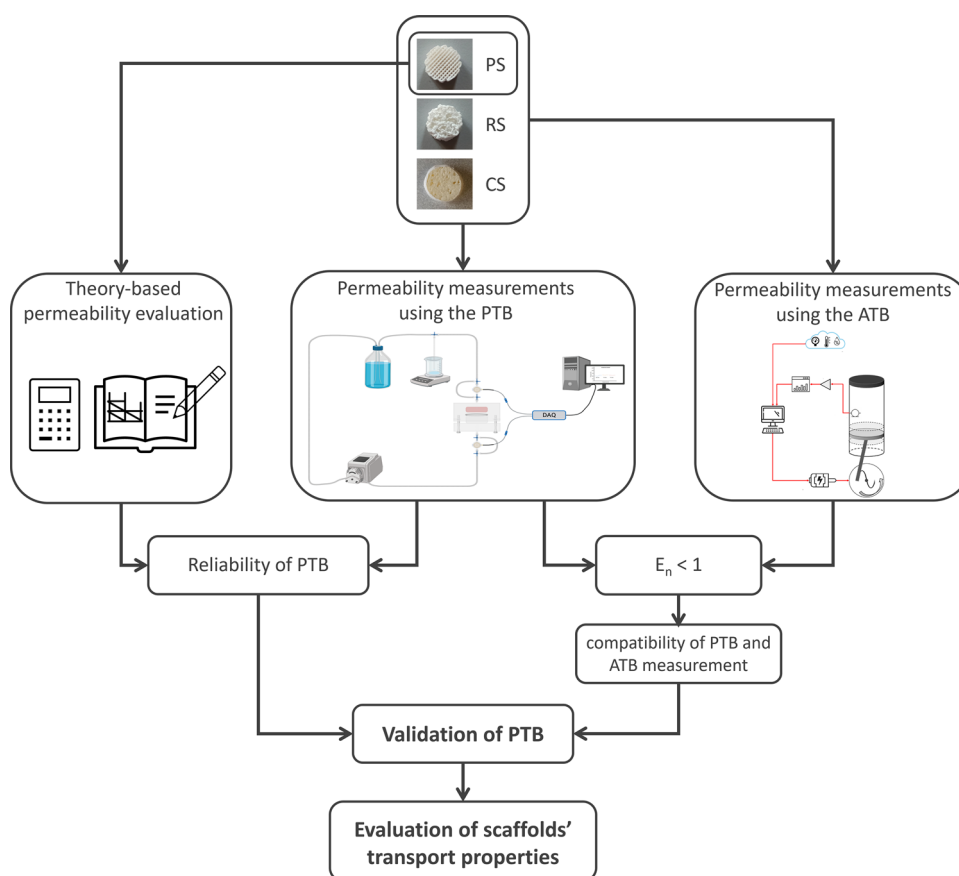 PS
RS
CS
Theory-based
permeability evaluation
Permeability measurements
using the PTB
DAQ
Permeability measurements
using the ATB
Reliability of PTB
Eₙ < 1
compatibility of PTB and
ATB measurement
Validation of PTB
Evaluation of scaffolds’
transport properties